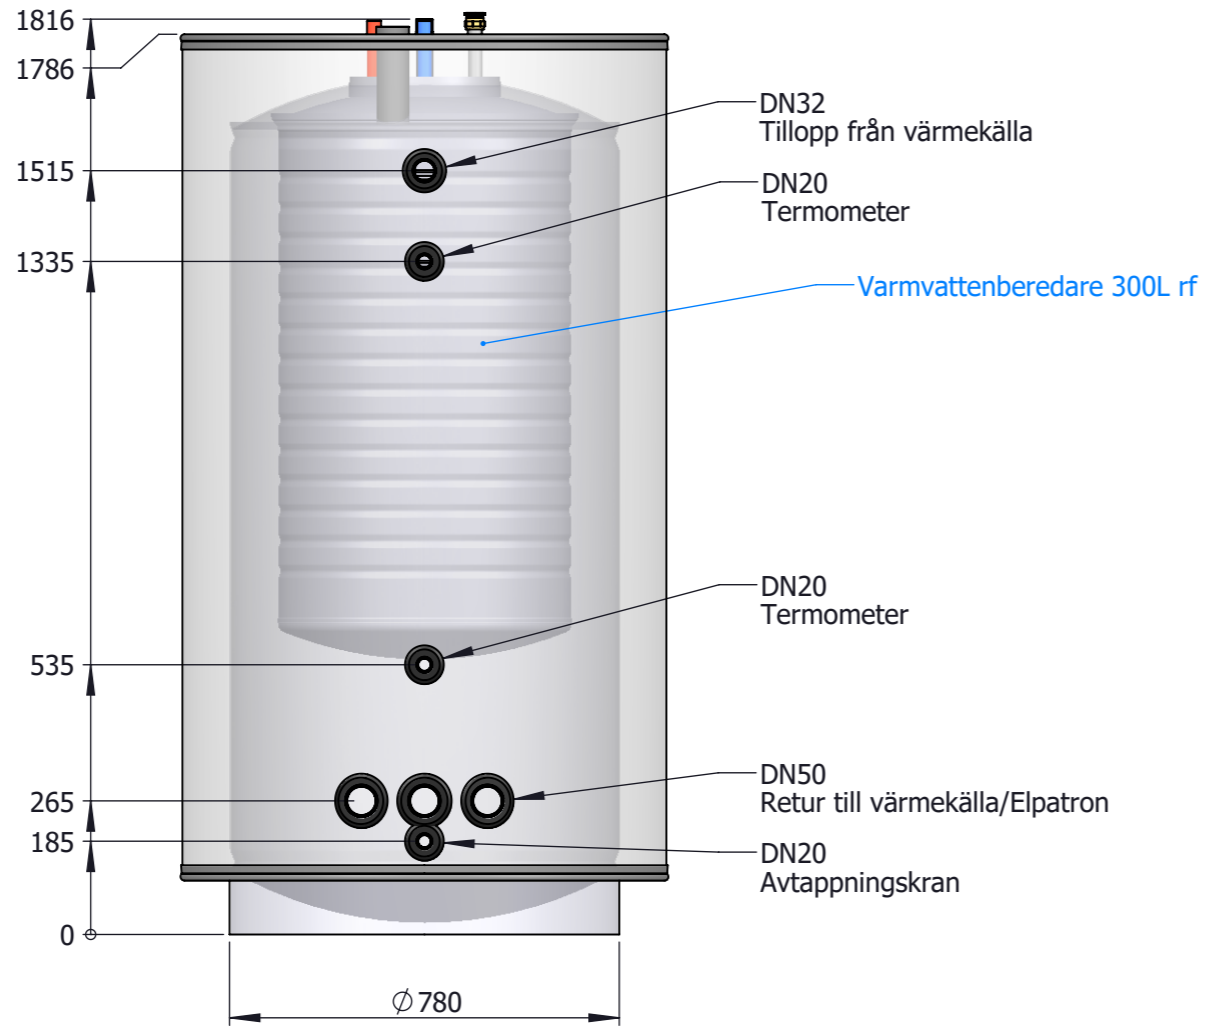 1816
1786
1515
1335
535
265
185
0
DN32
Tillopp från värmekälla
DN20
Termometer
Varmvattenberedare 300L rf
DN20
Termometer
DN50
Retur till värmekälla/Elpatron
DN20
Avtappningskran
∅780